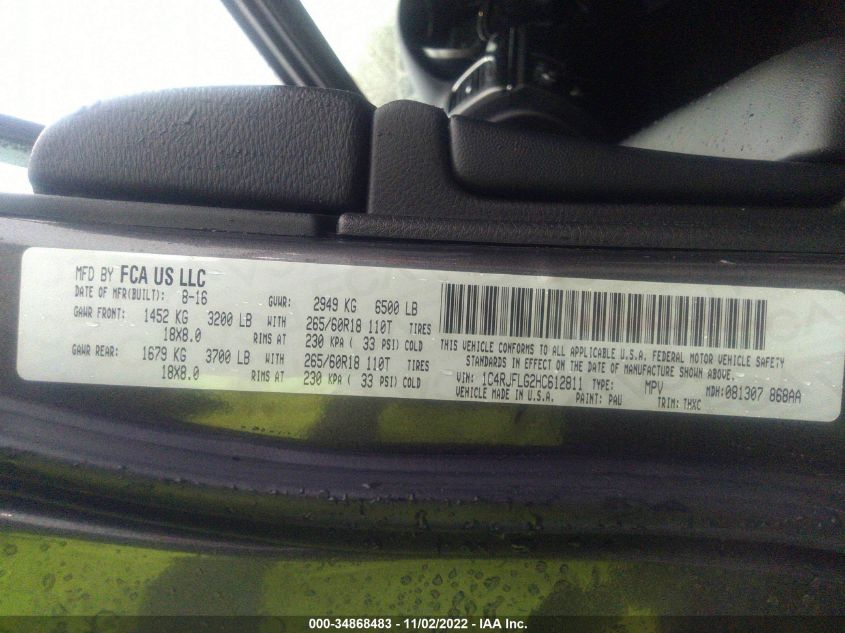 MFD BY FCA US LLC
DATE OF MFR(BUILT): 8-16 GVWR: 2949 KG 6500 LB
GAWR FRONT: 1452 KG 3200 LB WITH 265/60R18 110T TIRES
18X8.0 RIMS AT 230 KPA ( 33 PSI) COLD
GAWR REAR: 1679 KG 3700 LB WITH 265/60R18 110T TIRES
18X8.0 RIMS AT 230 KPA ( 33 PSI) COLD
THIS VEHICLE CONFORMS TO ALL APPLICABLE U.S.A. FEDERAL MOTOR VEHICLE SAFETY
STANDARDS IN EFFECT ON THE DATE OF MANUFACTURE SHOWN ABOVE.
VIN: 1C4RJFLG2HC612811 TYPE: MPV MDH:081307 868AA
VEHICLE MADE IN U.S.A. PAINT: PAU TRIM: THXC
000-34868483 - 11/02/2022 - IAA Inc.